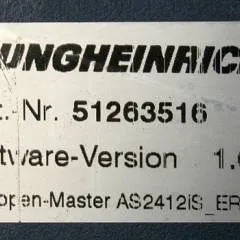 UNGHEINRICH
.-Nr. 51263516
tware-Version 1.
open-Master AS2412iS_ER